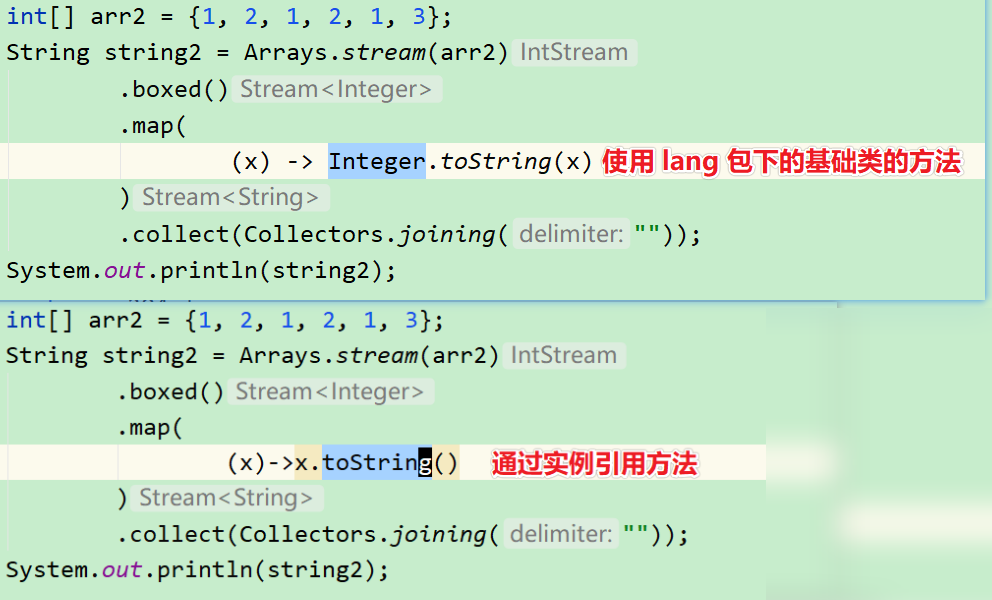 int[] arr2 = {1, 2, 1, 2, 1, 3};
String string2 = Arrays.stream(arr2) IntStream
.boxed() Stream<Integer>
.map(
(x) -> Integer.toString(x) 使用 lang 包下的基础类的方法
) Stream<String>
.collect(Collectors.joining( delimiter: ""));
System.out.println(string2);
int[] arr2 = {1, 2, 1, 2, 1, 3};
String string2 = Arrays.stream(arr2) IntStream
.boxed() Stream<Integer>
.map(
(x)->x.toString() 通过实例引用方法
) Stream<String>
.collect(Collectors.joining( delimiter: ""));
System.out.println(string2);